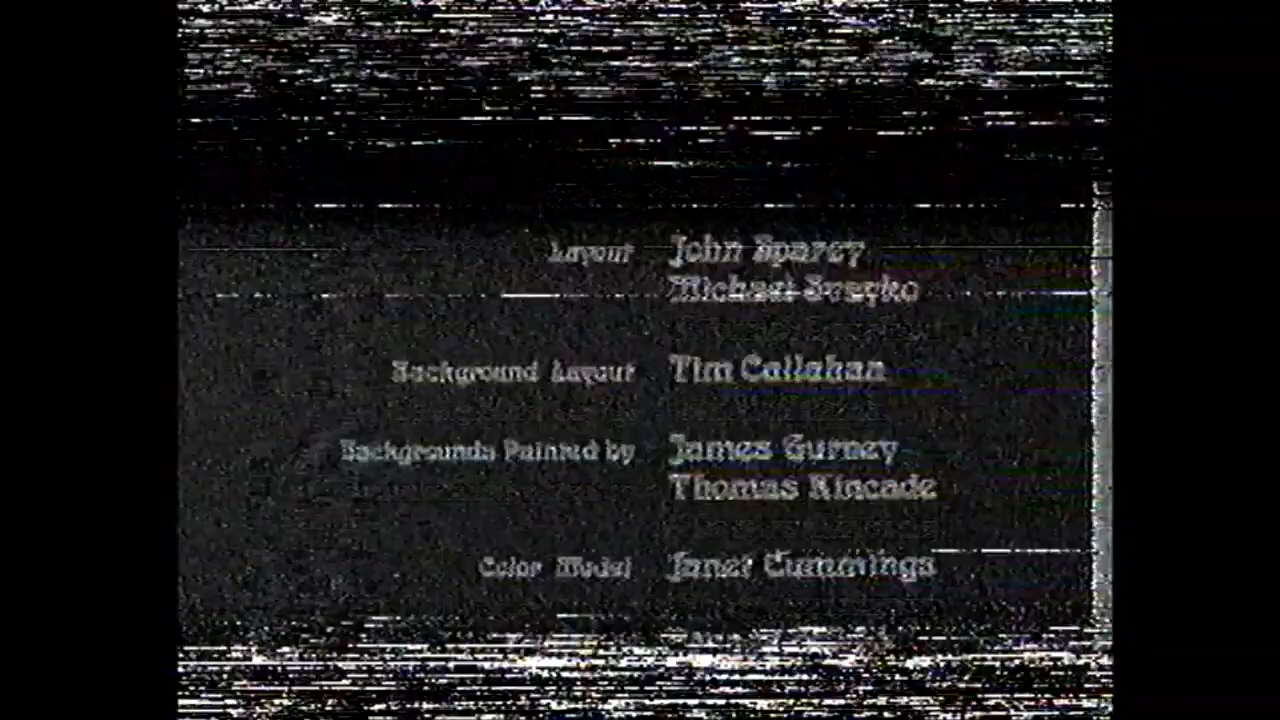 Layout John Sparey
Michael Svayko
Background Layout Tim Callahan
Backgrounds Painted by James Gurney
Thomas Kincade
Color Model Janet Cummings